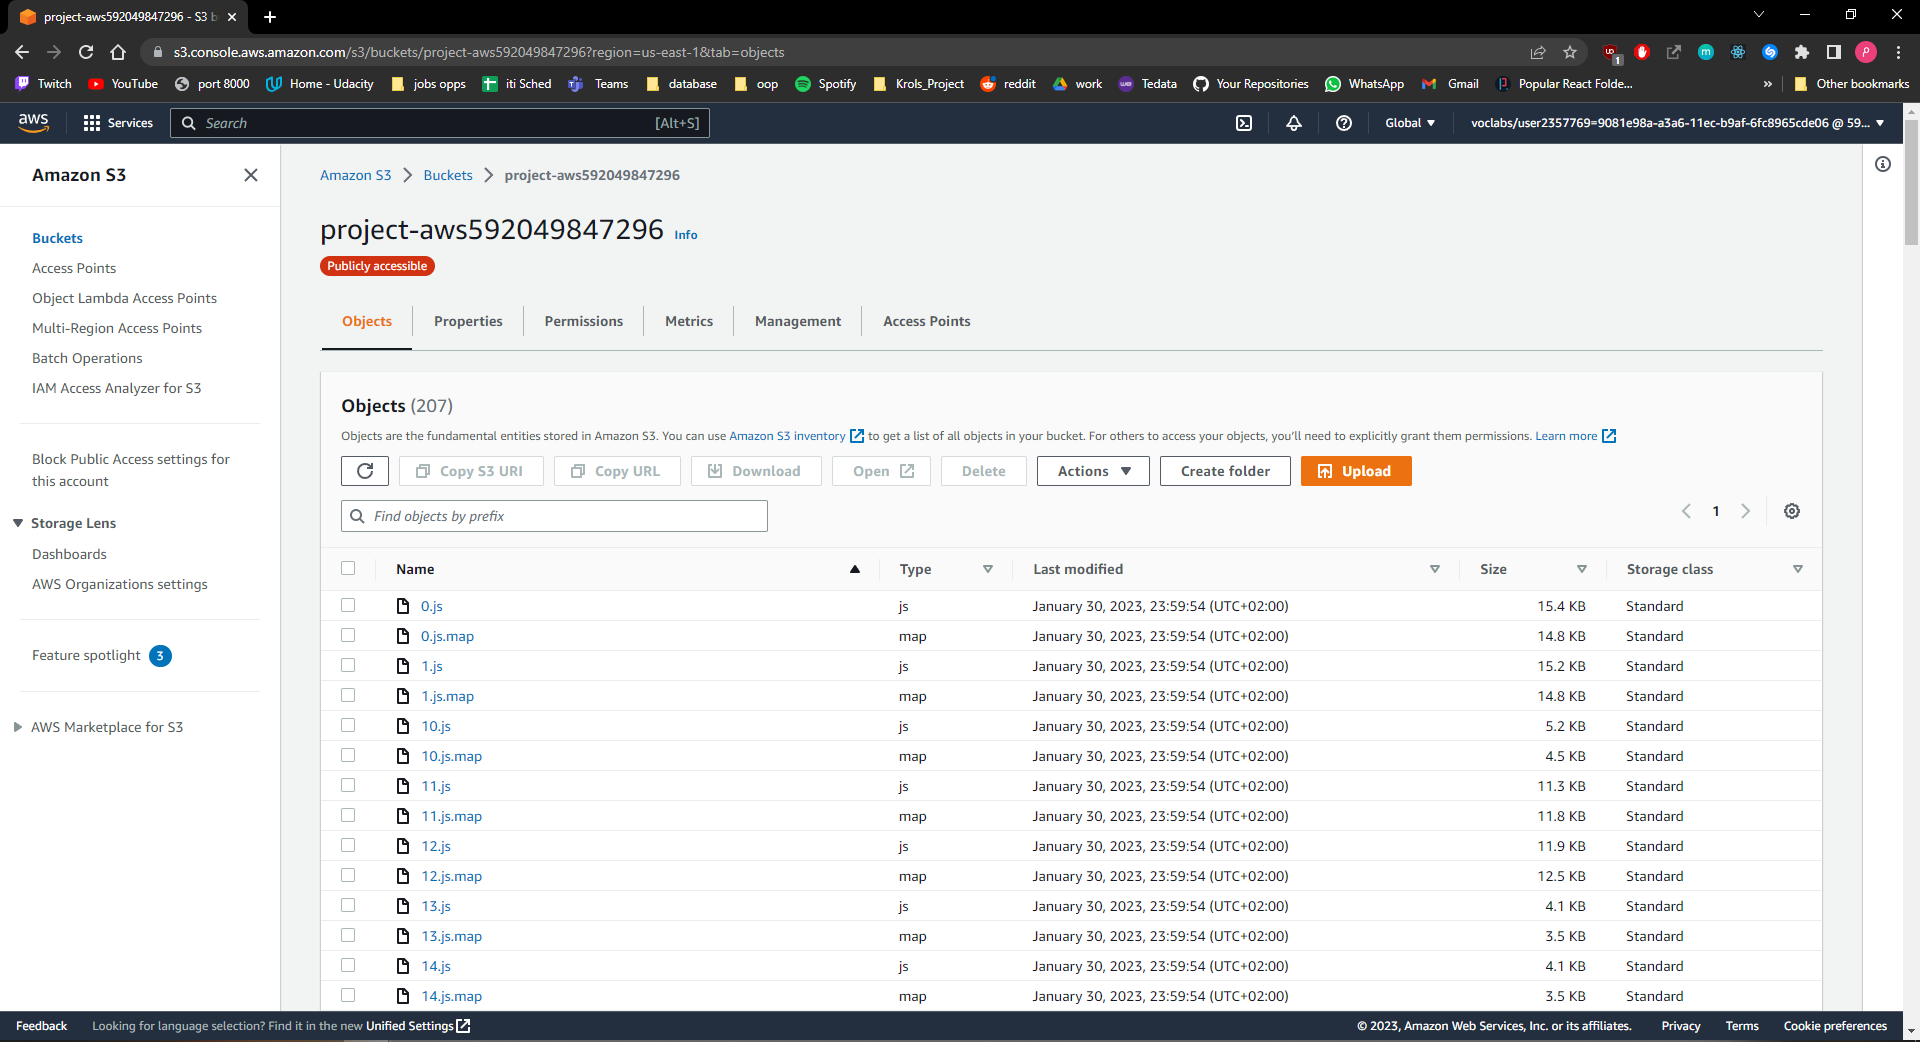 project-aws592049847296 - S3 b
s3.console.aws.amazon.com/s3/buckets/project-aws592049847296?region=us-east-1&tab=objects
Twitch YouTube port 8000 Home - Udacity jobs opps iti Sched Teams database oop Spotify Krols_Project reddit work Tedata Your Repositories WhatsApp Gmail Popular React Folde... » Other bookmarks
aws Services Search [Alt+S] Global voclabs/user2357769=9081e98a-a3a6-11ec-b9af-6fc8965cde06 @ 59...
Amazon S3
Buckets
Access Points
Object Lambda Access Points
Multi-Region Access Points
Batch Operations
IAM Access Analyzer for S3
Block Public Access settings for
this account
Storage Lens
Dashboards
AWS Organizations settings
Feature spotlight 3
AWS Marketplace for S3
Amazon S3 Buckets project-aws592049847296
project-aws592049847296 Info
Publicly accessible
Objects Properties Permissions Metrics Management Access Points
Objects (207)
Objects are the fundamental entities stored in Amazon S3. You can use Amazon S3 inventory to get a list of all objects in your bucket. For others to access your objects, you'll need to explicitly grant them permissions. Learn more
Copy S3 URI Copy URL Download Open Delete Actions Create folder Upload
Find objects by prefix 1
Name Type Last modified Size Storage class
0.js js January 30, 2023, 23:59:54 (UTC+02:00) 15.4 KB Standard
0.js.map map January 30, 2023, 23:59:54 (UTC+02:00) 14.8 KB Standard
1.js js January 30, 2023, 23:59:54 (UTC+02:00) 15.2 KB Standard
1.js.map map January 30, 2023, 23:59:54 (UTC+02:00) 14.8 KB Standard
10.js js January 30, 2023, 23:59:54 (UTC+02:00) 5.2 KB Standard
10.js.map map January 30, 2023, 23:59:54 (UTC+02:00) 4.5 KB Standard
11.js js January 30, 2023, 23:59:54 (UTC+02:00) 11.3 KB Standard
11.js.map map January 30, 2023, 23:59:54 (UTC+02:00) 11.8 KB Standard
12.js js January 30, 2023, 23:59:54 (UTC+02:00) 11.9 KB Standard
12.js.map map January 30, 2023, 23:59:54 (UTC+02:00) 12.5 KB Standard
13.js js January 30, 2023, 23:59:54 (UTC+02:00) 4.1 KB Standard
13.js.map map January 30, 2023, 23:59:54 (UTC+02:00) 3.5 KB Standard
14.js js January 30, 2023, 23:59:54 (UTC+02:00) 4.1 KB Standard
14.js.map map January 30, 2023, 23:59:54 (UTC+02:00) 3.5 KB Standard
Feedback Looking for language selection? Find it in the new Unified Settings © 2023, Amazon Web Services, Inc. or its affiliates. Privacy Terms Cookie preferences